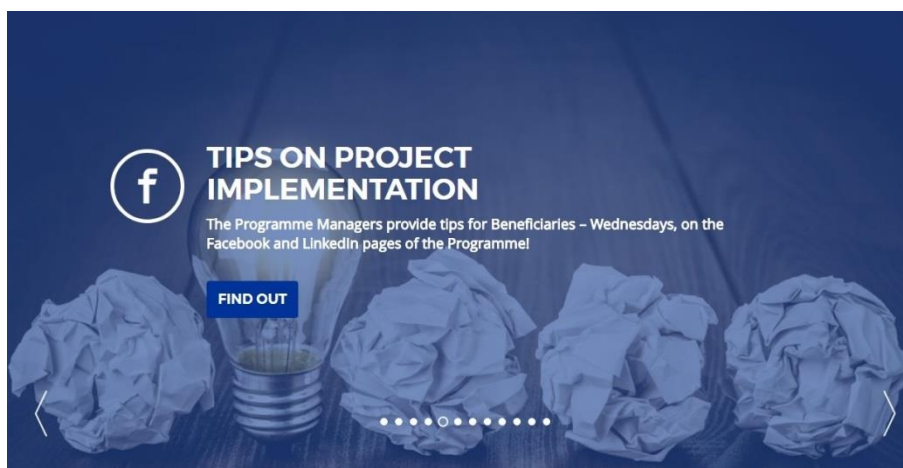 f
TIPS ON PROJECT
IMPLEMENTATION
The Programme Managers provide tips for Beneficiaries – Wednesdays, on the
Facebook and LinkedIn pages of the Programme!
FIND OUT